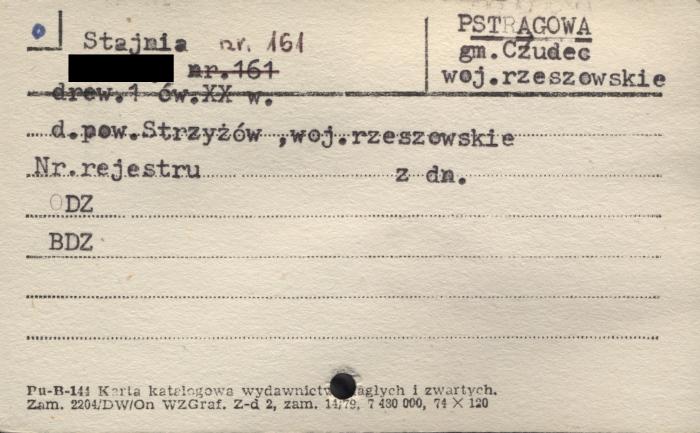 Stajnia nr. 161
PSTRĄGOWA
nr.161
gm.Czudec
woj.rzeszowskie
drew.1 ćw.XX w.
d.pow.Strzyżów ,woj.rzeszowskie
Nr.rejestru z dn.
ODZ
BDZ
Pu-B-144 Karta katalogowa wydawnictw ciągłych i zwartych.
Zam. 2204/DW/On WZGraf. Z-d 2, zam. 14/79, 7 430 000, 74 × 120